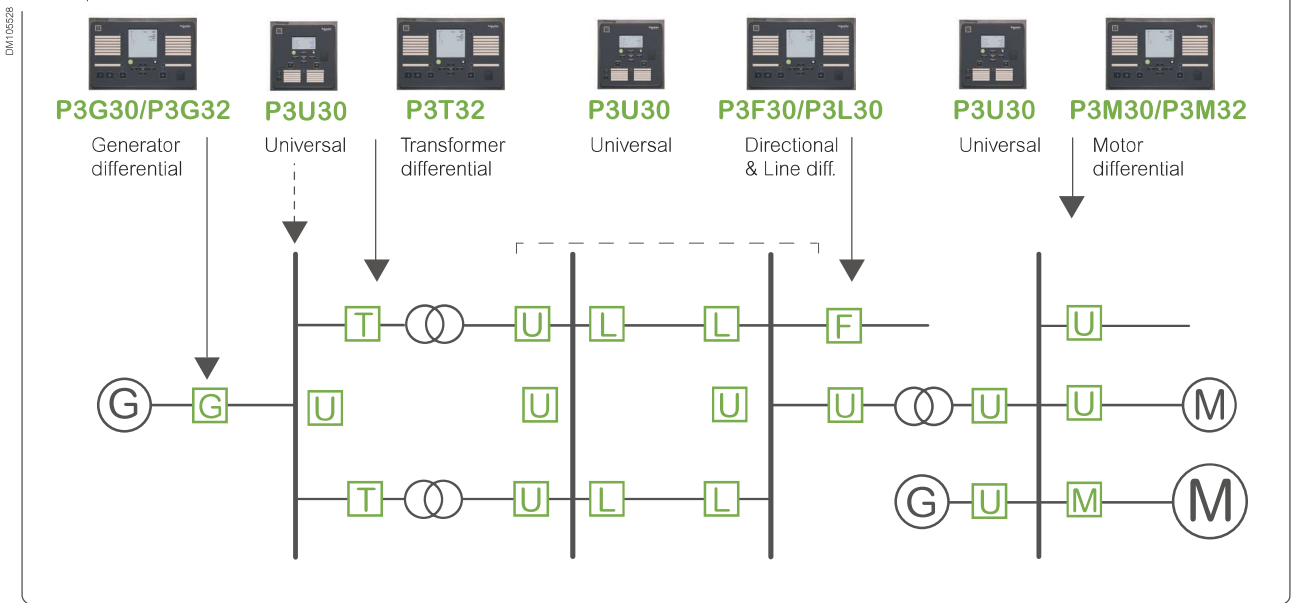 DM105528
P3G30/P3G32
Generator
differential
P3U30
Universal
P3T32
Transformer
differential
P3U30
Universal
P3F30/P3L30
Directional
& Line diff.
P3U30
Universal
P3M30/P3M32
Motor
differential
T U L L F U
G G U U U U U U M
T U L L G U M M